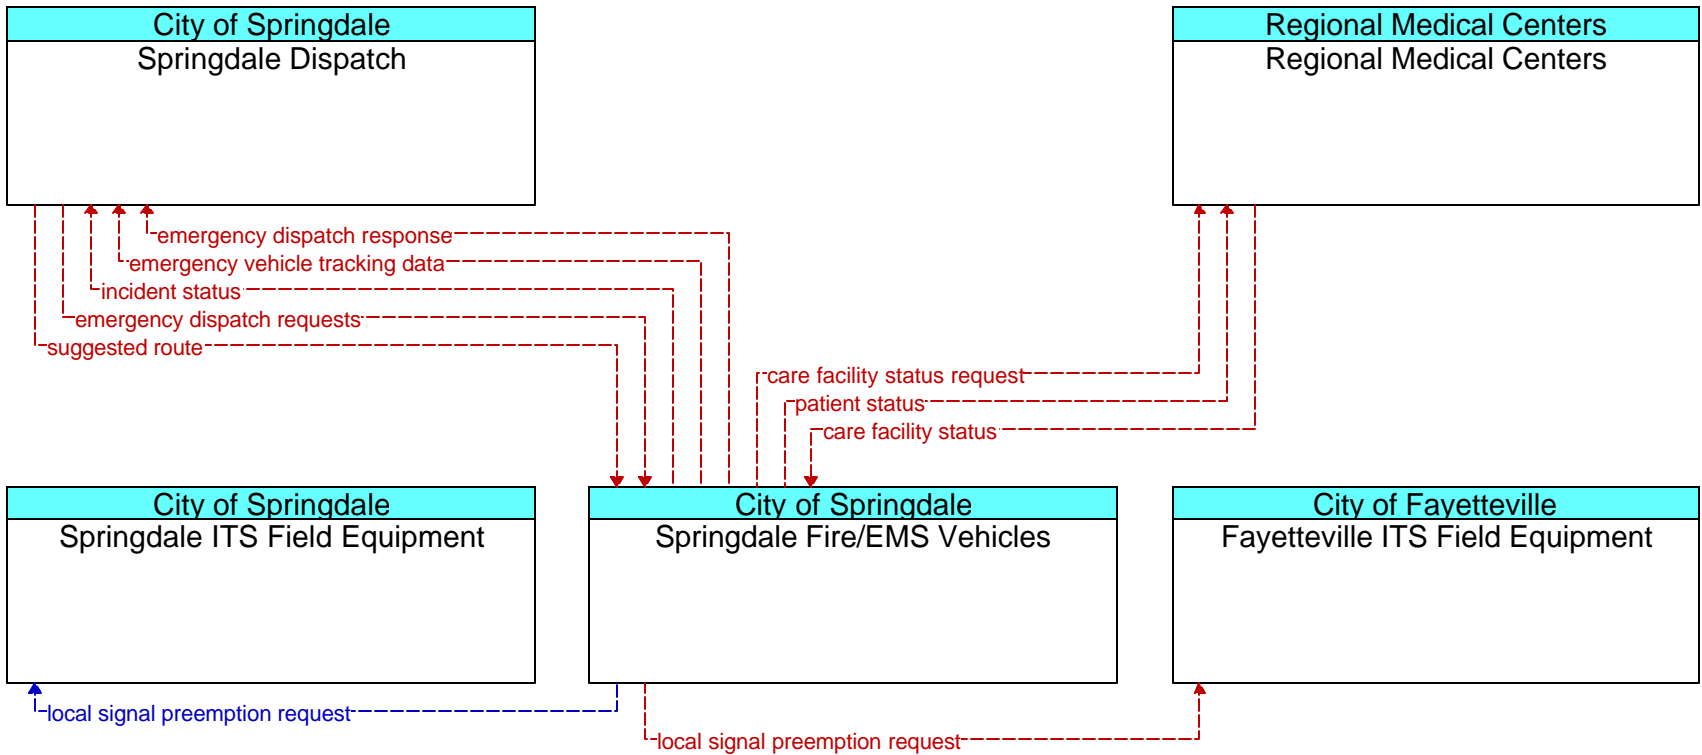 City of Springdale
Springdale Dispatch
Regional Medical Centers
Regional Medical Centers
emergency dispatch response
emergency vehicle tracking data
incident status
emergency dispatch requests
suggested route
care facility status request
patient status
care facility status
City of Springdale
Springdale ITS Field Equipment
City of Springdale
Springdale Fire/EMS Vehicles
City of Fayetteville
Fayetteville ITS Field Equipment
local signal preemption request
local signal preemption request